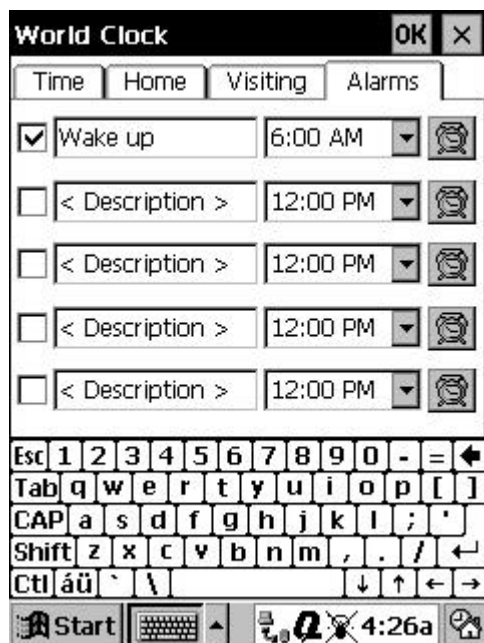 World Clock OK ×
Time Home Visiting Alarms
Wake up 6:00 AM
< Description > 12:00 PM
< Description > 12:00 PM
< Description > 12:00 PM
< Description > 12:00 PM
Esc 1 2 3 4 5 6 7 8 9 0 - =
Tab q w e r t y u i o p [ ]
CAP a s d f g h j k l ; '
Shift z x c v b n m , . /
Ctl áü ` \ ↓ ↑ ← →
Start 4:26a